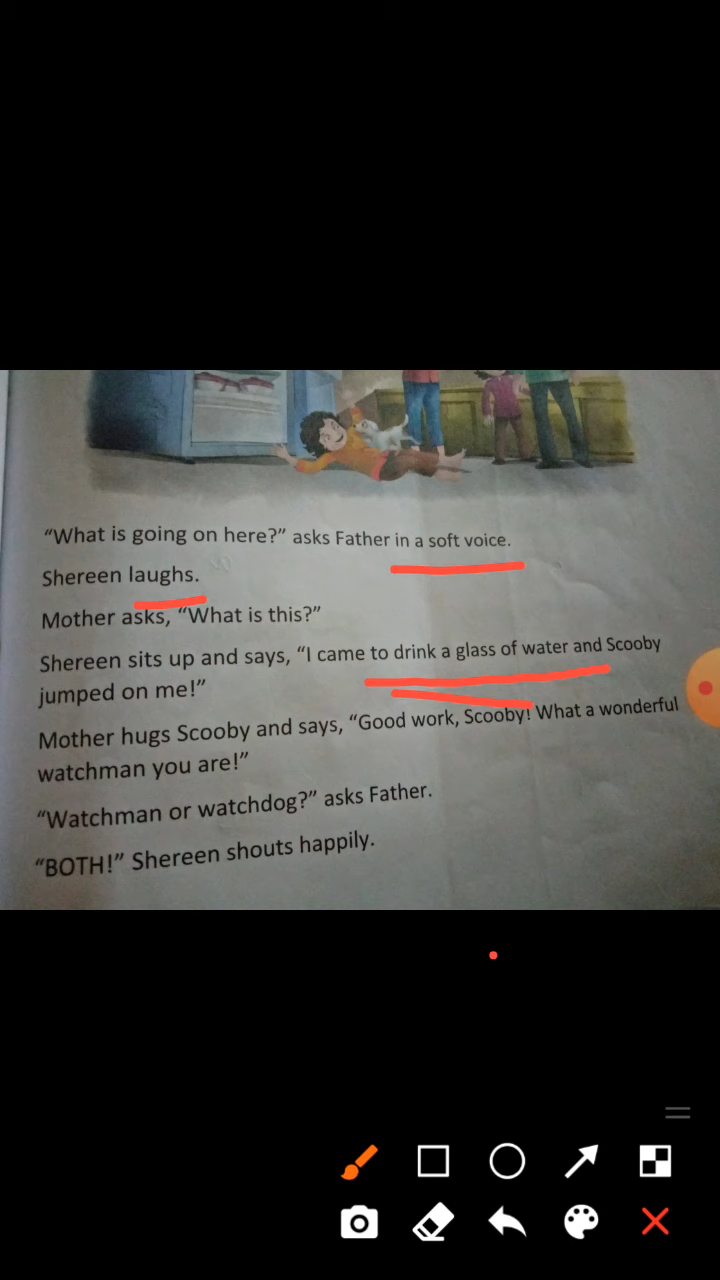 “What is going on here?” asks Father in a soft voice.
Shereen laughs.
Mother asks, “What is this?”
Shereen sits up and says, “I came to drink a glass of water and Scooby
jumped on me!”
Mother hugs Scooby and says, “Good work, Scooby! What a wonderful
watchman you are!”
“Watchman or watchdog?” asks Father.
“BOTH!” Shereen shouts happily.